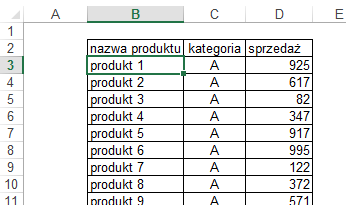 A B C D E
1
2 nazwa produktu kategoria sprzedaż
3 produkt 1 A 925
4 produkt 2 A 617
5 produkt 3 A 82
6 produkt 4 A 347
7 produkt 5 A 917
8 produkt 6 A 995
9 produkt 7 A 122
10 produkt 8 A 372
11 produkt 9 A 571